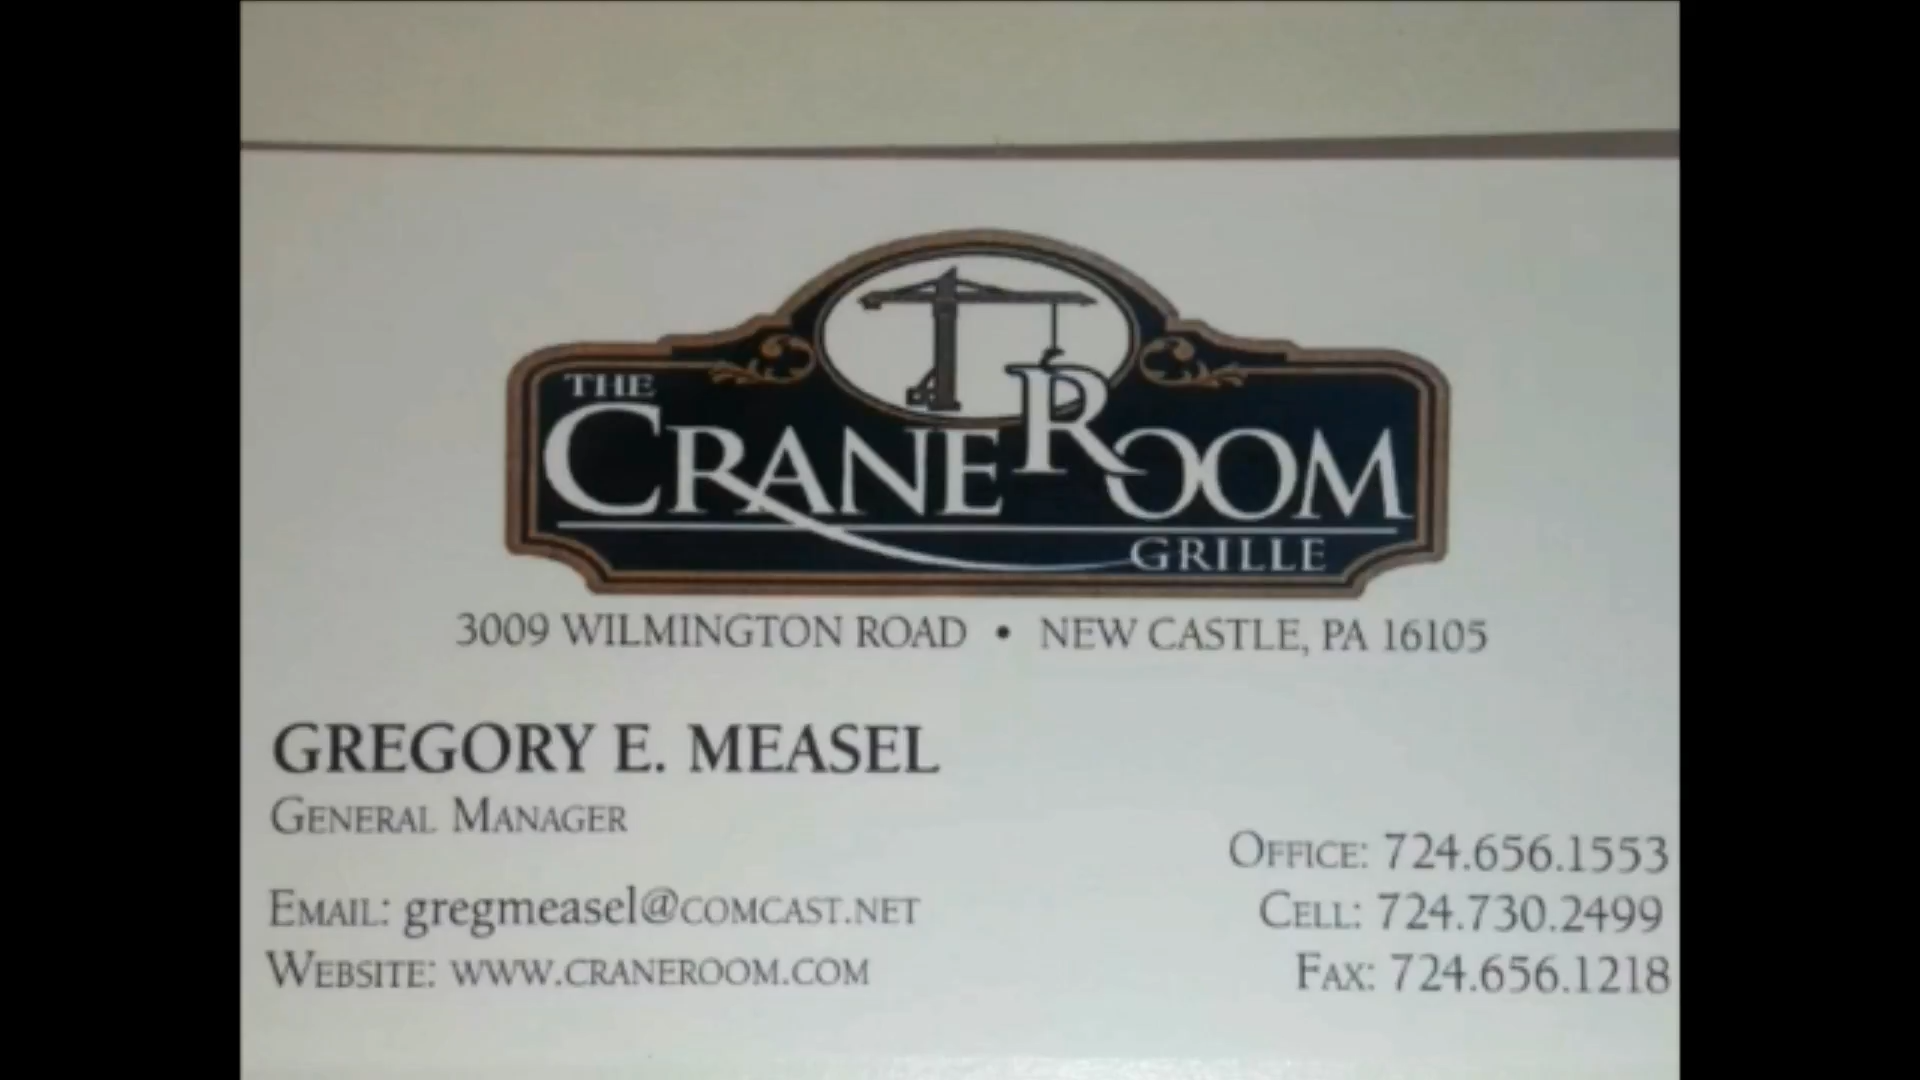 THE
CRANE ROOM
GRILLE
3009 WILMINGTON ROAD • NEW CASTLE, PA 16105
GREGORY E. MEASEL
GENERAL MANAGER
EMAIL: gregmeasel@COMCAST.NET
WEBSITE: WWW.CRANEROOM.COM
OFFICE: 724.656.1553
CELL: 724.730.2499
FAX: 724.656.1218